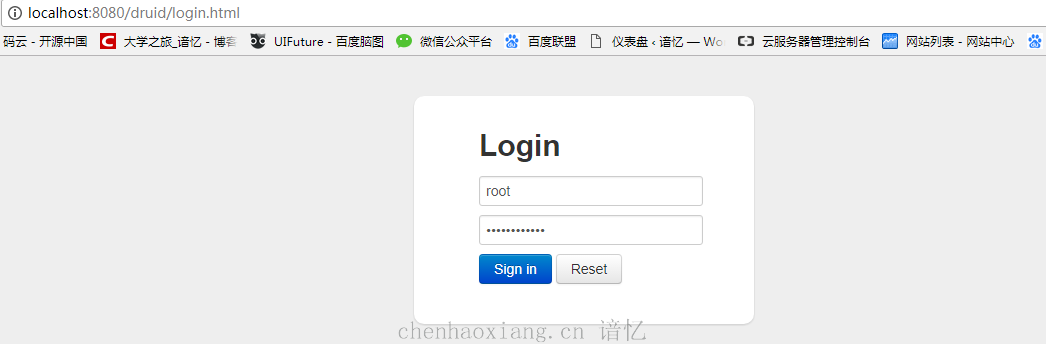 localhost:8080/druid/login.html
码云 - 开源中国 大学之旅_谙忆 - 博客 UIFuture - 百度脑图 微信公众平台 百度联盟 仪表盘 ‹ 谙忆 — Wo 云服务器管理控制台 网站列表 - 网站中心
Login
root
••••••••••••
Sign in Reset
chenhaoxiang.cn 谙忆